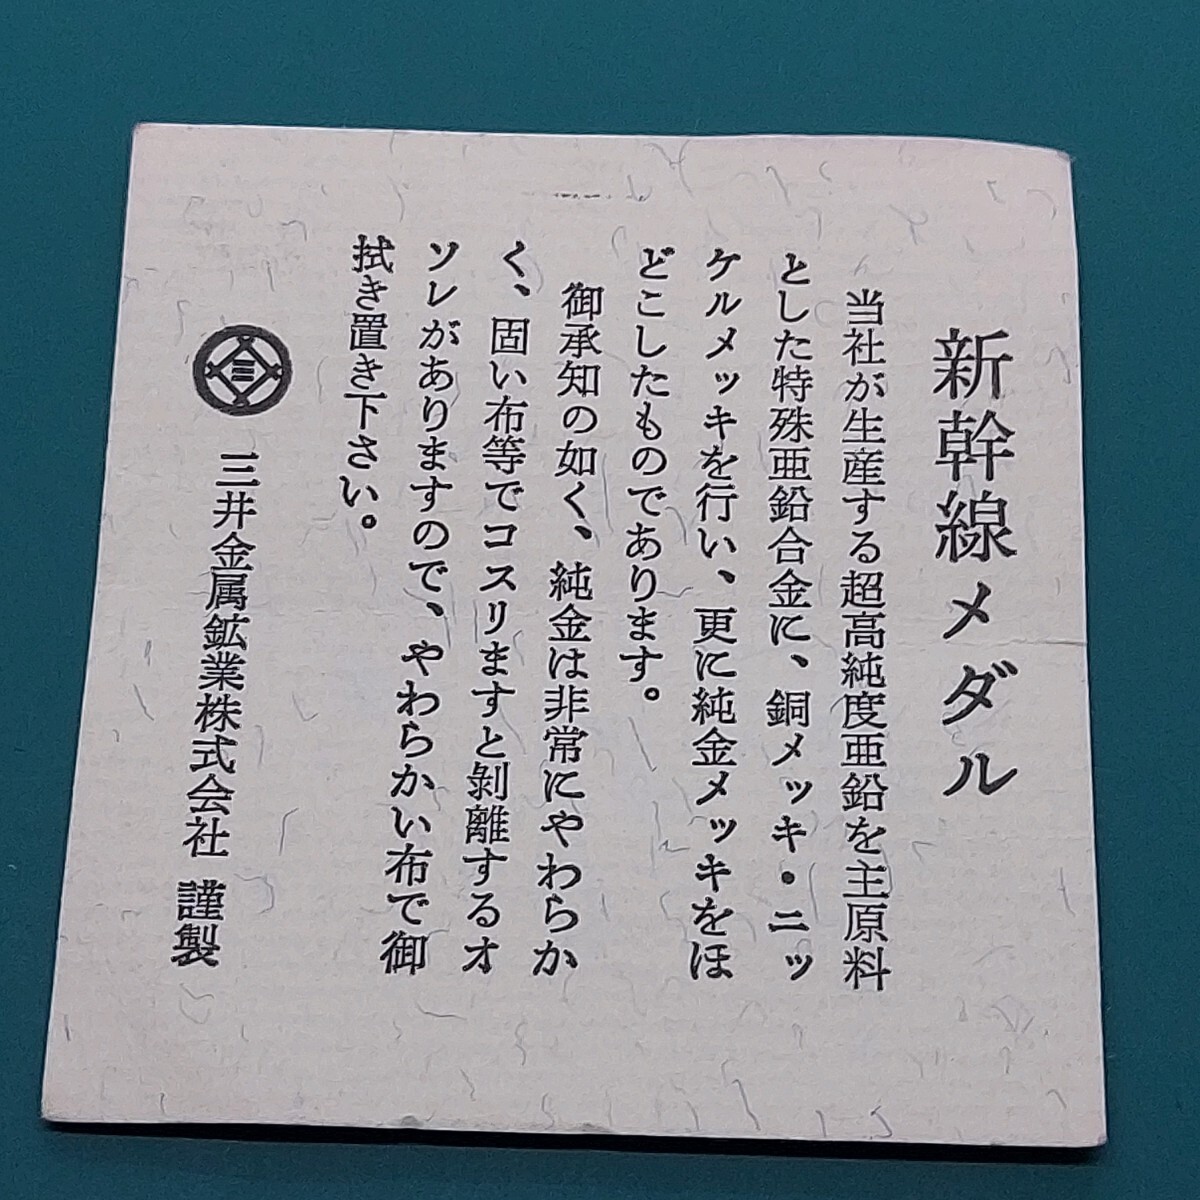 新幹線メダル
当社が生産する超高純度亜鉛を主原料
とした特殊亜鉛合金に、銅メッキ・ニッ
ケルメッキを行い、更に純金メッキをほ
どこしたものであります。
御承知の如く、純金は非常にやわらか
く、固い布等でコスリますと剝離するオ
ソレがありますので、やわらかい布で御
拭き置き下さい。
三井金属鉱業株式会社 謹製